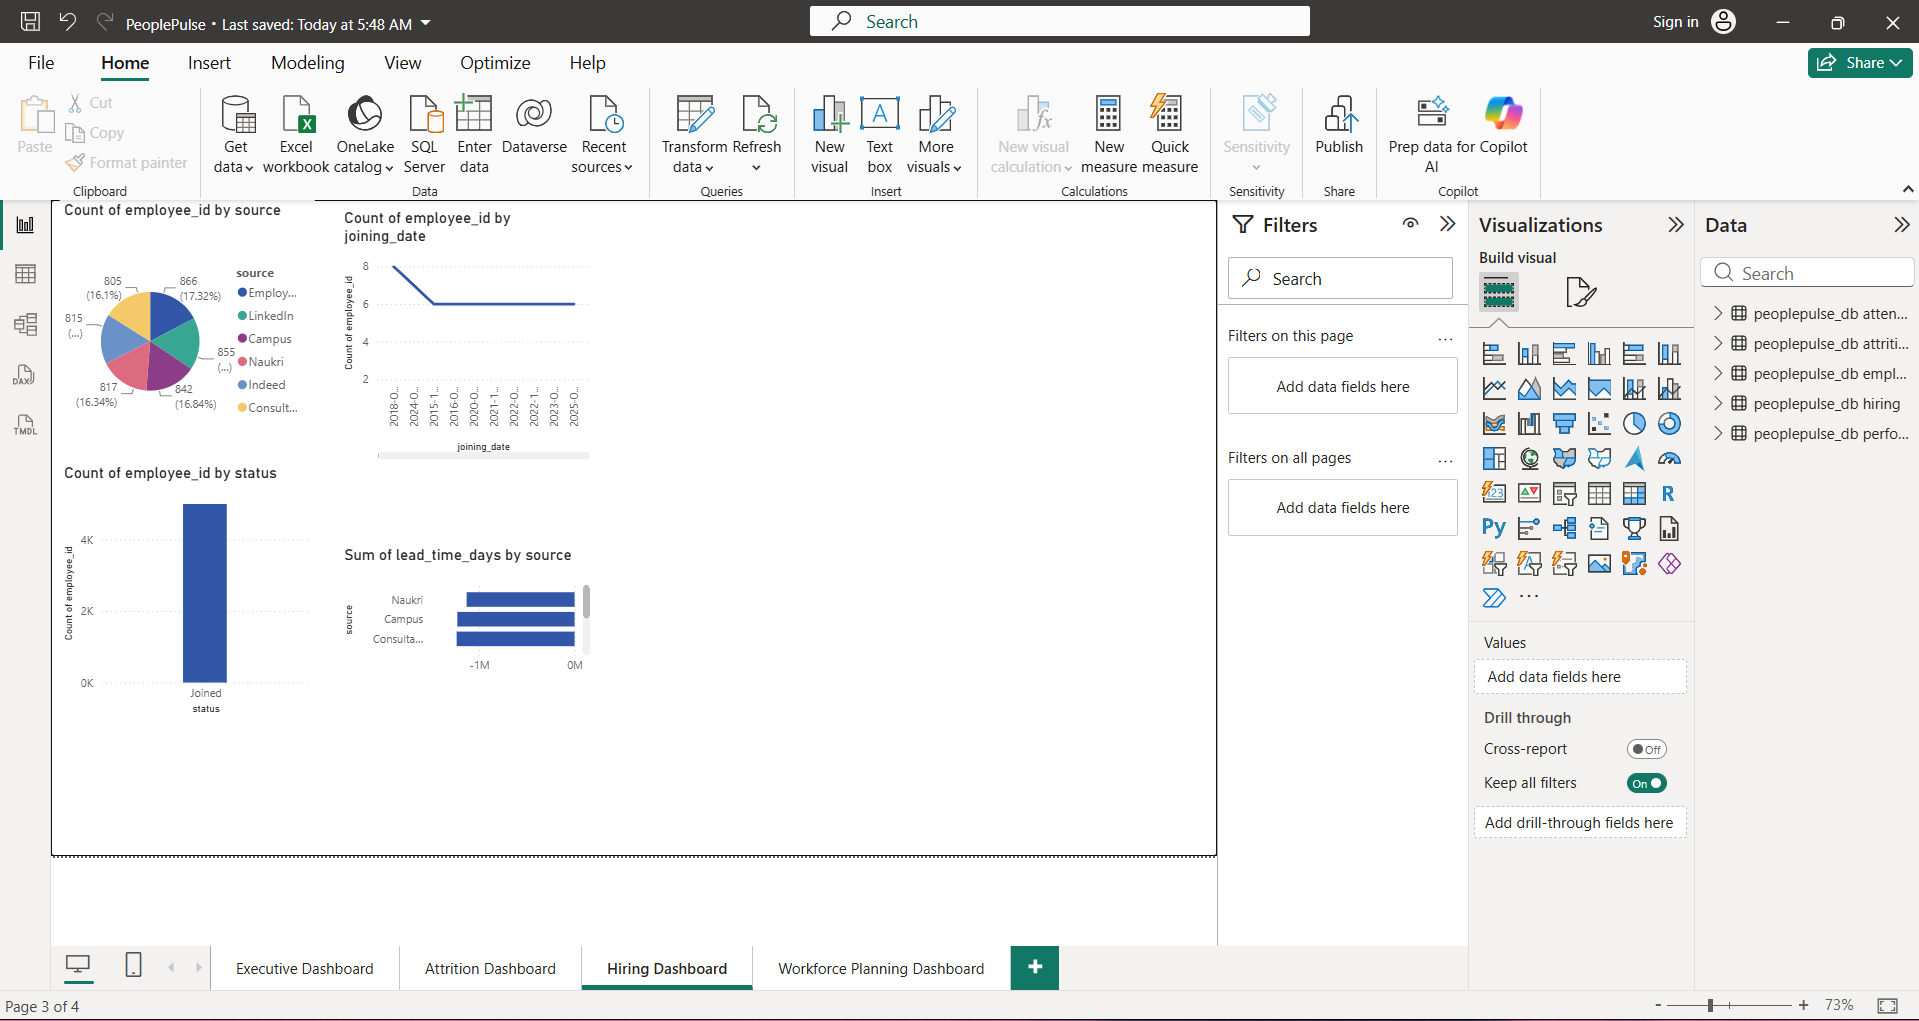 PeoplePulse • Last saved: Today at 5:48 AM
Search
Sign in
File Home Insert Modeling View Optimize Help
Share
Paste
Cut
Copy
Format painter
Clipboard
Get data
Excel workbook
OneLake catalog
SQL Server
Enter data
Dataverse
Recent sources
Data
Transform data
Refresh
Queries
New visual
Text box
More visuals
Insert
New visual calculation
New measure
Quick measure
Calculations
Sensitivity
Sensitivity
Publish
Share
Prep data for AI
Copilot
Copilot
DAX
TMDL
Count of employee_id by source
805 (16.1%)
866 (17.32%)
815 (...)
855 (...)
817 (16.34%)
842 (16.84%)
source
Employ...
LinkedIn
Campus
Naukri
Indeed
Consult...
Count of employee_id by joining_date
Count of employee_id
8
6
4
2
2018-0... 2024-0... 2015-1... 2016-0... 2020-0... 2021-1... 2022-0... 2022-1... 2023-0... 2025-0...
joining_date
Count of employee_id by status
Count of employee_id
4K
2K
0K
Joined
status
Sum of lead_time_days by source
source
Naukri
Campus
Consulta...
-1M 0M
Filters
Search
Filters on this page ...
Add data fields here
Filters on all pages ...
Add data fields here
Visualizations
Build visual
123
R
Py
...
Values
Add data fields here
Drill through
Cross-report Off
Keep all filters On
Add drill-through fields here
Data
Search
peoplepulse_db atten...
peoplepulse_db attriti...
peoplepulse_db empl...
peoplepulse_db hiring
peoplepulse_db perfo...
Executive Dashboard Attrition Dashboard Hiring Dashboard Workforce Planning Dashboard +
Page 3 of 4
- + 73%